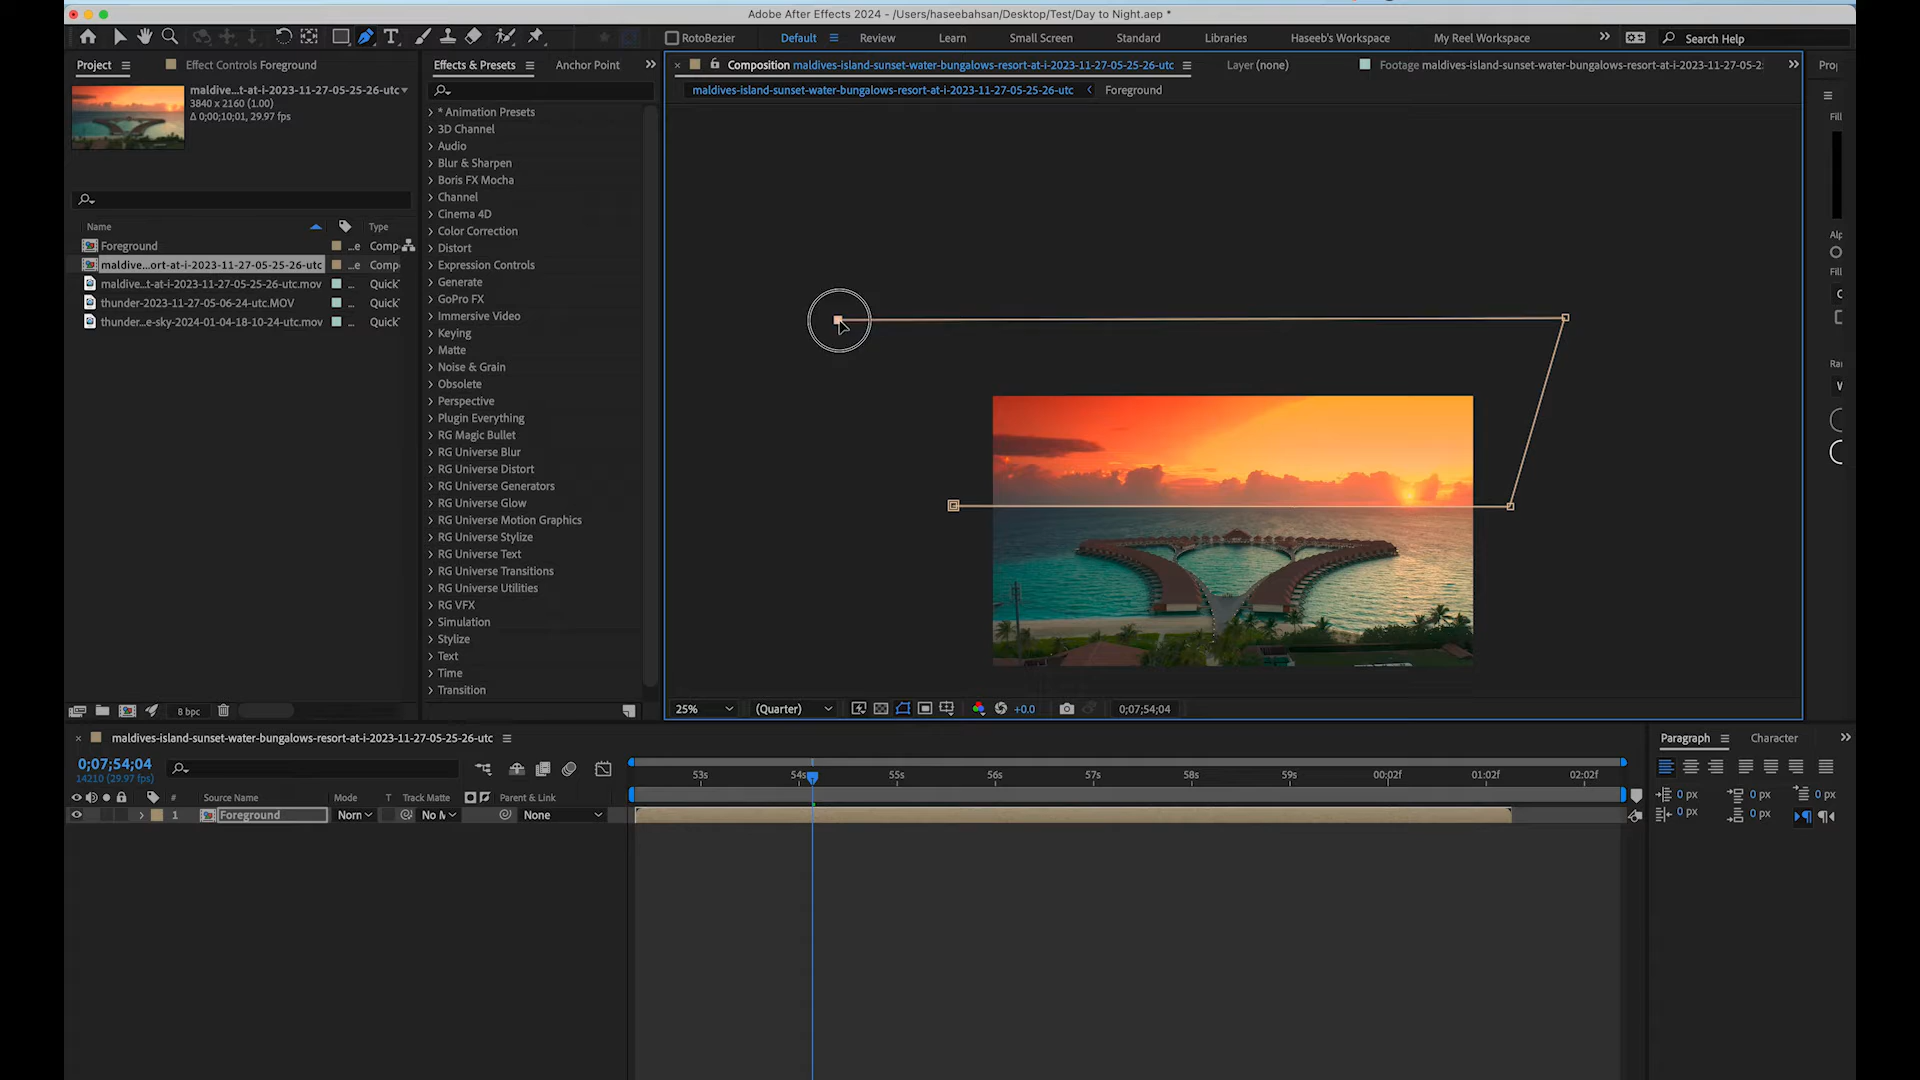 Adobe After Effects 2024 - /Users/haseebahsan/Desktop/Test/Day to Night.aep *
RotoBezier
Default
Review
Learn
Small Screen
Standard
Libraries
Haseeb's Workspace
My Reel Workspace
Search Help
Project
Effect Controls Foreground
Effects & Presets
Anchor Point
Composition maldives-island-sunset-water-bungalows-resort-at-i-2023-11-27-05-25-26-utc
Layer (none)
Footage maldives-island-sunset-water-bungalows-resort-at-i-2023-11-27-05-25-2
Proj
maldives-island-sunset-water-bungalows-resort-at-i-2023-11-27-05-25-26-utc
Foreground
maldive...t-at-i-2023-11-27-05-25-26-utc
3840 x 2160 (1.00)
Δ 0;00;10;01, 29.97 fps
Name
Type
Foreground
...e
Comp
maldive...ort-at-i-2023-11-27-05-25-26-utc
...e
Comp
maldive...t-at-i-2023-11-27-05-25-26-utc.mov
...e
Quick
thunder-2023-11-27-05-06-24-utc.MOV
...e
Quick
thunder...e-sky-2024-01-04-18-10-24-utc.mov
...e
Quick
8 bpc
* Animation Presets
3D Channel
Audio
Blur & Sharpen
Boris FX Mocha
Channel
Cinema 4D
Color Correction
Distort
Expression Controls
Generate
GoPro FX
Immersive Video
Keying
Matte
Noise & Grain
Obsolete
Perspective
Plugin Everything
RG Magic Bullet
RG Universe Blur
RG Universe Distort
RG Universe Generators
RG Universe Glow
RG Universe Motion Graphics
RG Universe Stylize
RG Universe Text
RG Universe Transitions
RG Universe Utilities
RG VFX
Simulation
Stylize
Text
Time
Transition
Fill
Alp
Fill
Ra
25%
(Quarter)
+0.0
0;07;54;04
maldives-island-sunset-water-bungalows-resort-at-i-2023-11-27-05-25-26-utc
0;07;54;04
14210 (29.97 fps)
53s
54s
55s
56s
57s
58s
59s
00:02f
01:02f
02:02f
#
Source Name
Mode
T
Track Matte
Parent & Link
1
Foreground
Norn
No M
None
Paragraph
Character
0 px
0 px
0 px
0 px
0 px